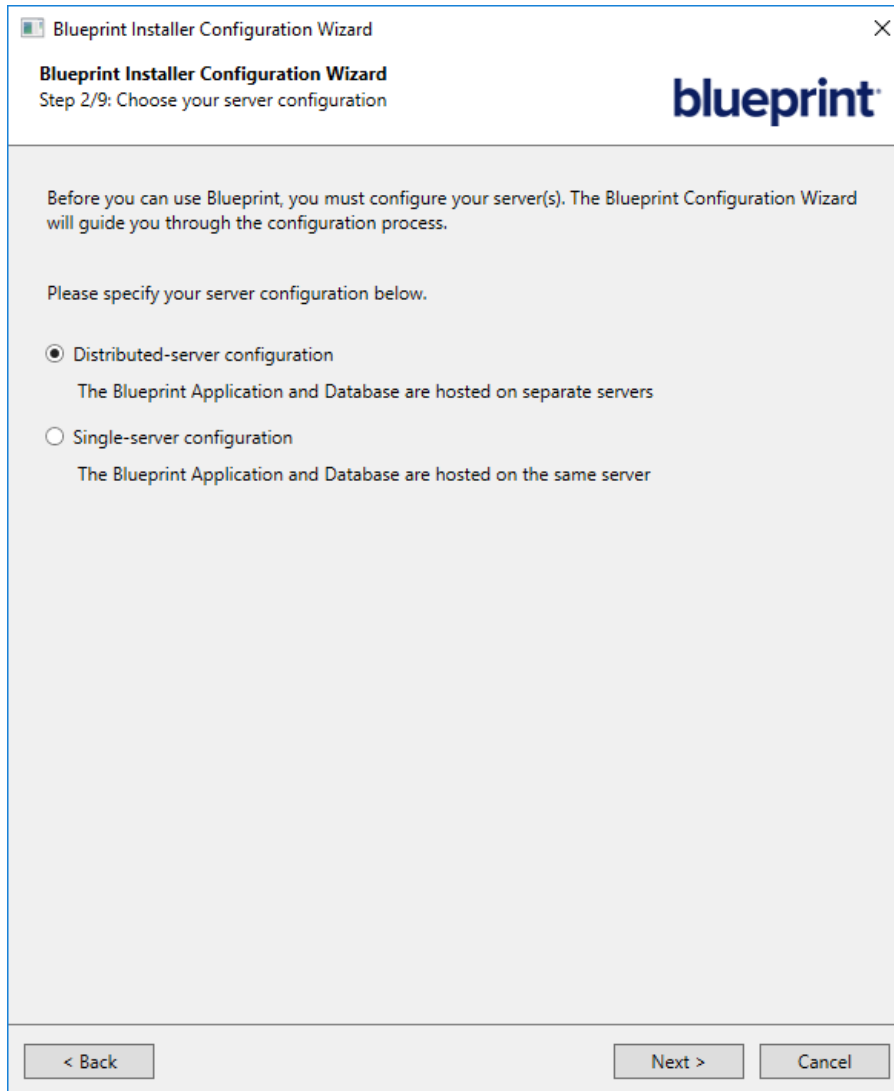 Blueprint Installer Configuration Wizard
Blueprint Installer Configuration Wizard
Step 2/9: Choose your server configuration
blueprint
Before you can use Blueprint, you must configure your server(s). The Blueprint Configuration Wizard
will guide you through the configuration process.
Please specify your server configuration below.
Distributed-server configuration
The Blueprint Application and Database are hosted on separate servers
Single-server configuration
The Blueprint Application and Database are hosted on the same server
< Back
Next >
Cancel